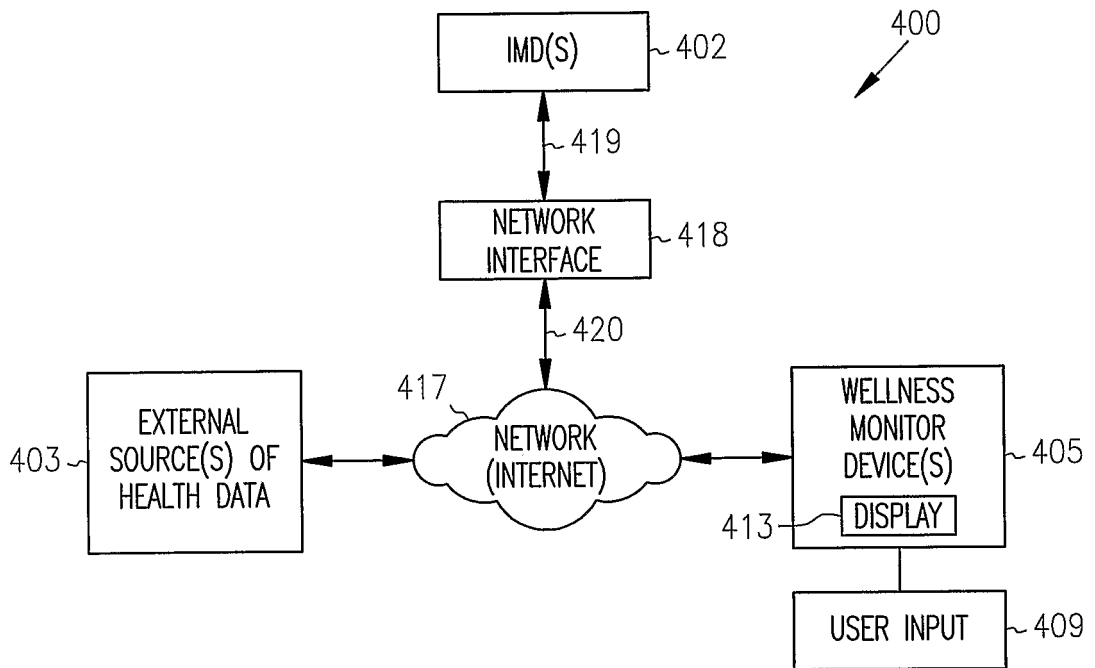 400
IMD(S)
402
419
NETWORK
INTERFACE
418
420
417
NETWORK
(INTERNET)
EXTERNAL
SOURCE(S) OF
HEALTH DATA
403
WELLNESS
MONITOR
DEVICE(S)
405
413
DISPLAY
USER INPUT
409